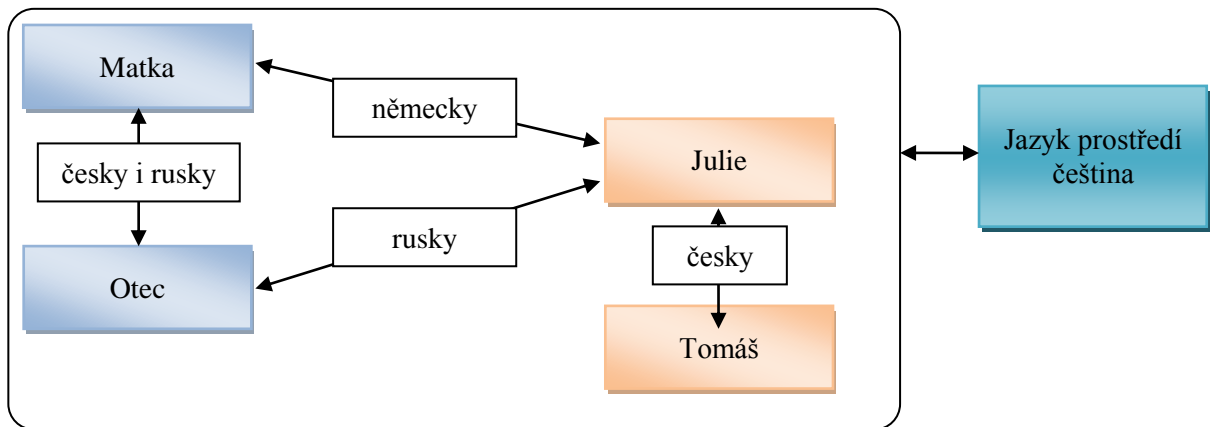 Matka
německy
česky i rusky
Julie
Jazyk prostředí
čeština
rusky
česky
Otec
Tomáš